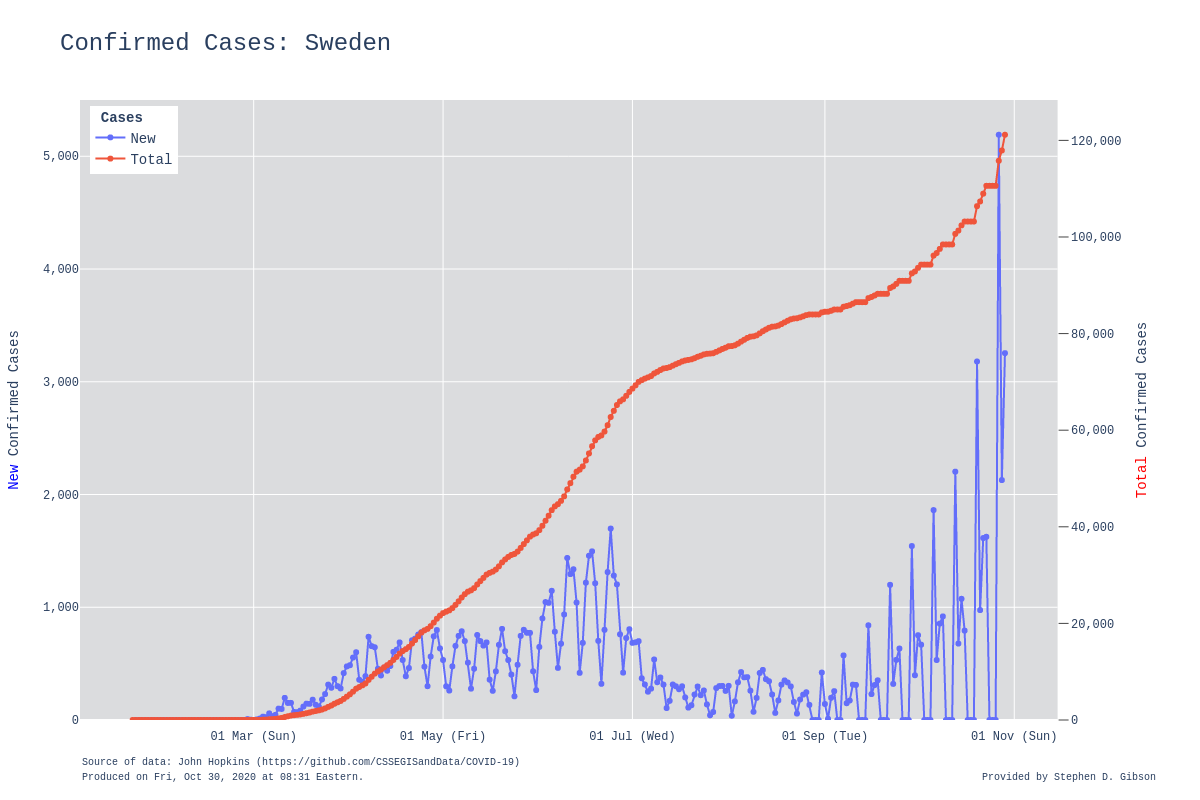 Confirmed Cases: Sweden
Cases
New
Total
5,000
4,000
3,000
2,000
1,000
0
New Confirmed Cases
120,000
100,000
80,000
60,000
40,000
20,000
0
Total Confirmed Cases
01 Mar (Sun)
01 May (Fri)
01 Jul (Wed)
01 Sep (Tue)
01 Nov (Sun)
Source of data: John Hopkins (https://github.com/CSSEGISandData/COVID-19)
Produced on Fri, Oct 30, 2020 at 08:31 Eastern.
Provided by Stephen D. Gibson